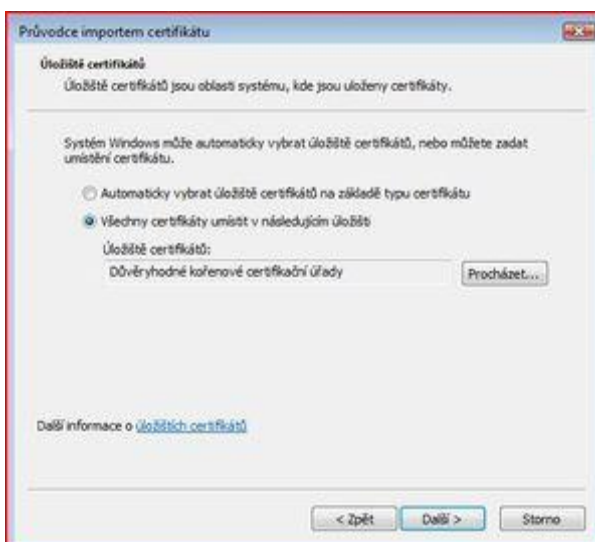 Průvodce importem certifikátu
Úložiště certifikátů
Úložiště certifikátů jsou oblasti systému, kde jsou uloženy certifikáty.
Systém Windows může automaticky vybrat úložiště certifikátů, nebo můžete zadat
umístění certifikátu.
Automaticky vybrat úložiště certifikátů na základě typu certifikátu
Všechny certifikáty umístit v následujícím úložišti
Úložiště certifikátů:
Důvěryhodné kořenové certifikační úřady
Procházet...
Další informace o úložištích certifikátů
< Zpět
Další >
Storno